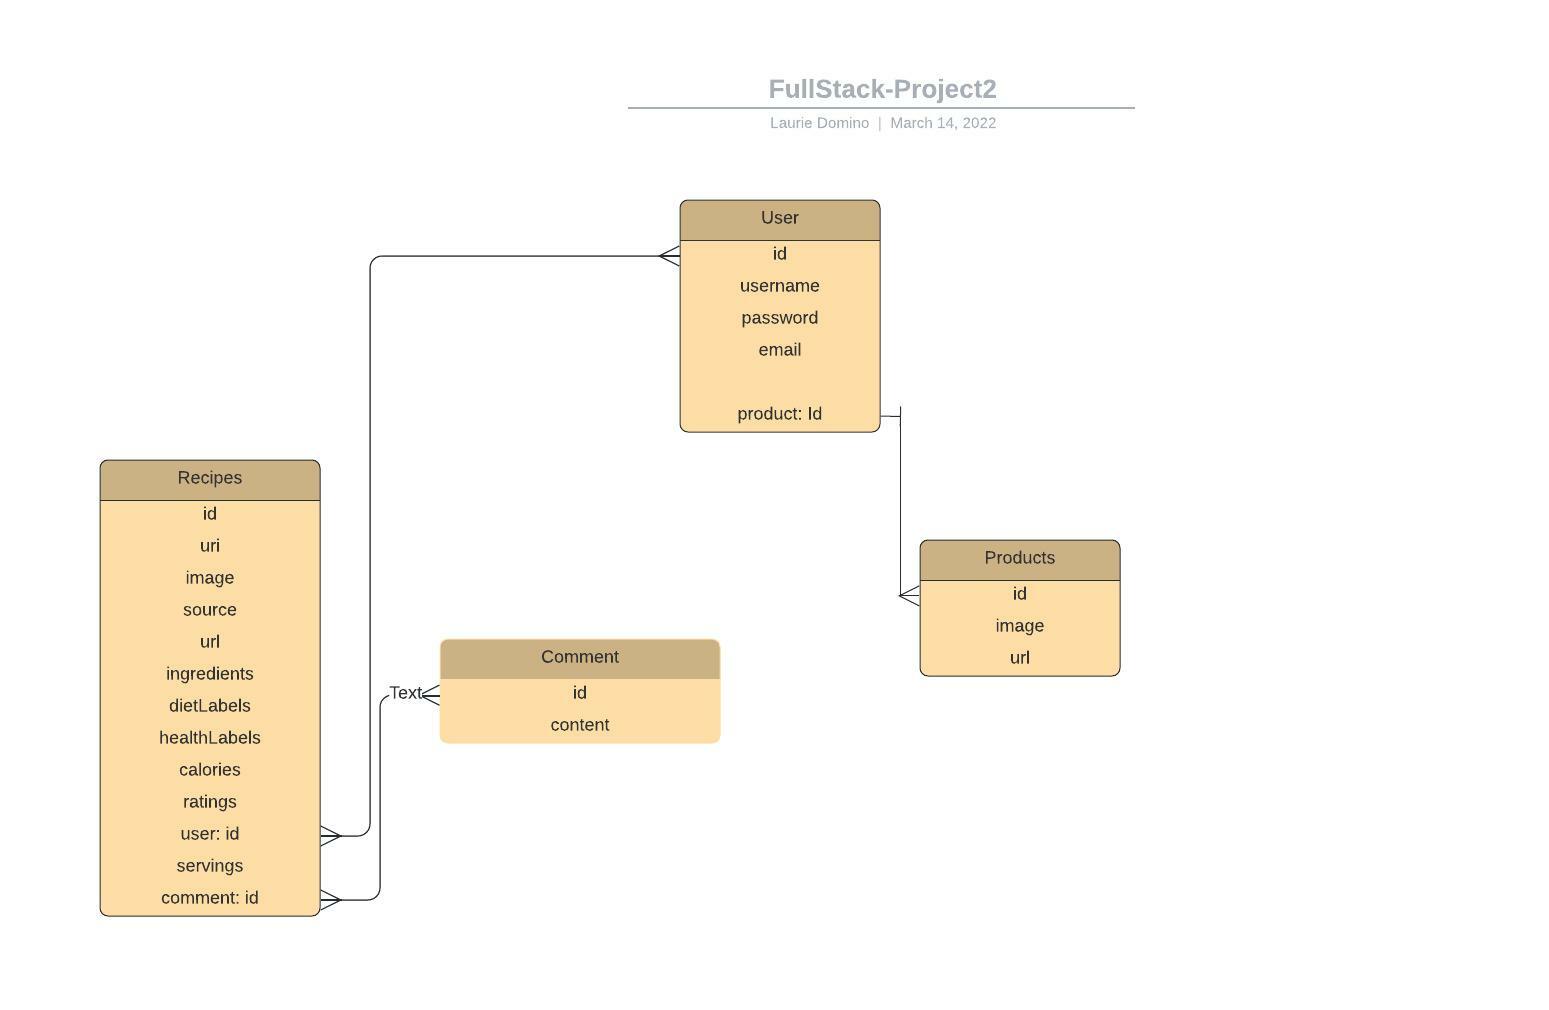 FullStack-Project2
Laurie Domino | March 14, 2022
User
id
username
password
email
product: Id
Recipes
id
uri
image
source
url
ingredients
dietLabels
healthLabels
calories
ratings
user: id
servings
comment: id
Text
Comment
id
content
Products
id
image
url